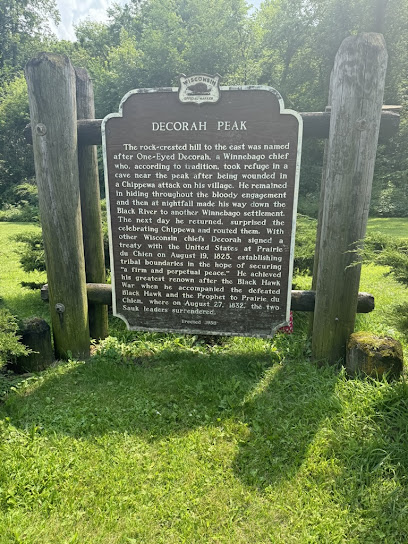 WISCONSIN
OFFICIAL MARKER
DECORAH PEAK
The rock-crested hill to the east was named
after One-Eyed Decorah, a Winnebago chief
who, according to tradition, took refuge in a
cave near the peak after being wounded in
a Chippewa attack on his village. He remained
in hiding throughout the bloody engagement
and then at nightfall made his way down the
Black River to another Winnebago settlement.
The next day he returned, surprised the
celebrating Chippewa and routed them. With
other Winnebago chiefs Decorah signed a
treaty with the United States at Prairie
du Chien on August 19, 1825, establishing
tribal boundaries in the hope of securing
"a firm and perpetual peace." He achieved
his greatest renown after the Black Hawk
War when he accompanied the defeated
Black Hawk and the Prophet to Prairie du
Chien, where on August 27, 1832, the two
Sauk leaders surrendered.
Erected